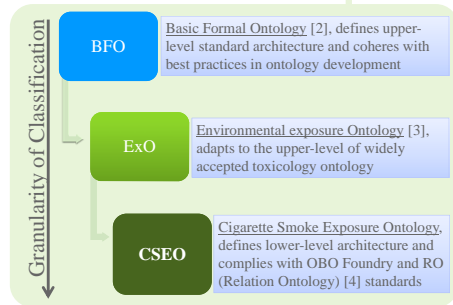 Granularity of Classification
BFO
Basic Formal Ontology [2], defines upper-
level standard architecture and coheres with
best practices in ontology development
ExO
Environmental exposure Ontology [3],
adapts to the upper-level of widely
accepted toxicology ontology
CSEO
Cigarette Smoke Exposure Ontology,
defines lower-level architecture and
complies with OBO Foundry and RO
(Relation Ontology) [4] standards